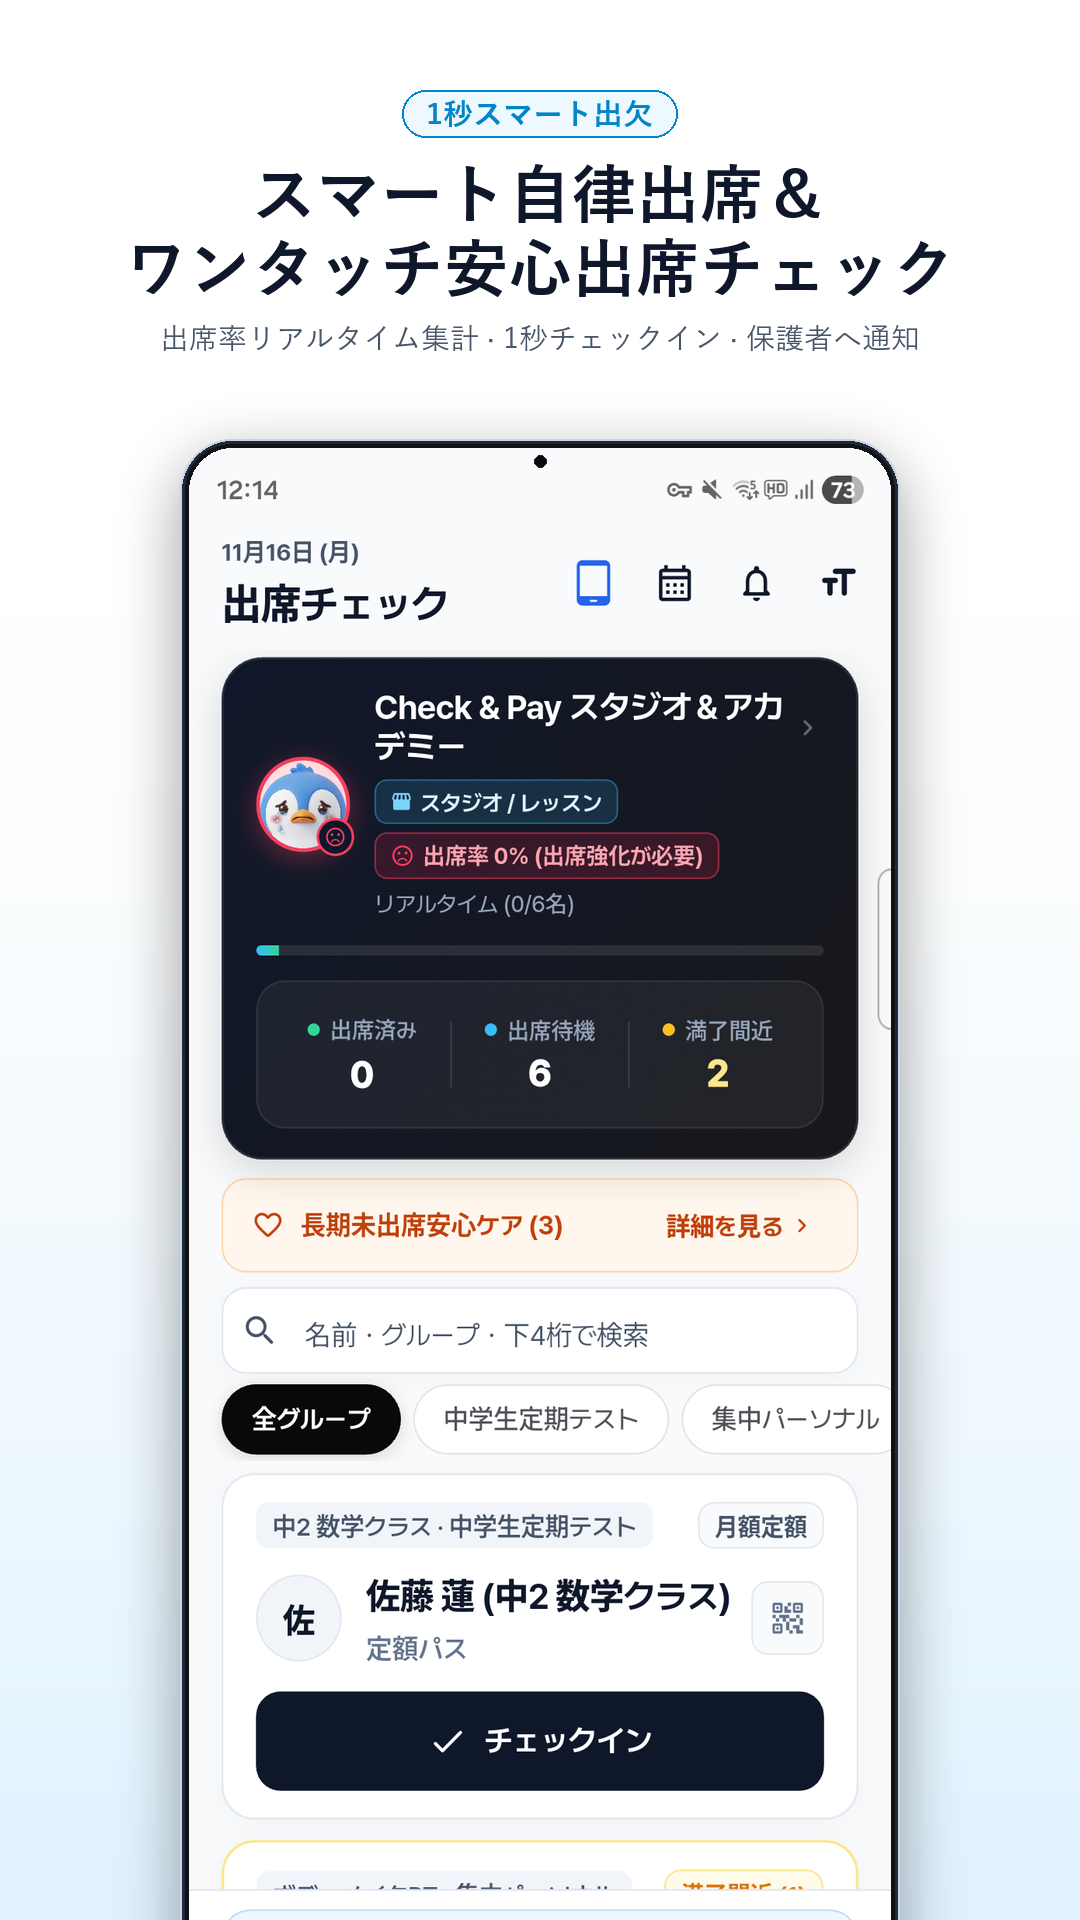 1秒スマート出欠
スマート自律出席&
ワンタッチ安心出席チェック
出席率リアルタイム集計 · 1秒チェックイン · 保護者へ通知
12:14
HD
73
11月16日 (月)
出席チェック
Check & Pay スタジオ & アカ
デミー
スタジオ / レッスン
出席率 0% (出席強化が必要)
リアルタイム (0/6名)
出席済み
出席待機
満了間近
0
6
2
長期未出席安心ケア (3)
詳細を見る
名前・グループ・下4桁で検索
全グループ
中学生定期テスト
集中パーソナル
中2 数学クラス · 中学生定期テスト
月額定額
佐
佐藤 蓮 (中2 数学クラス)
定額パス
チェックイン